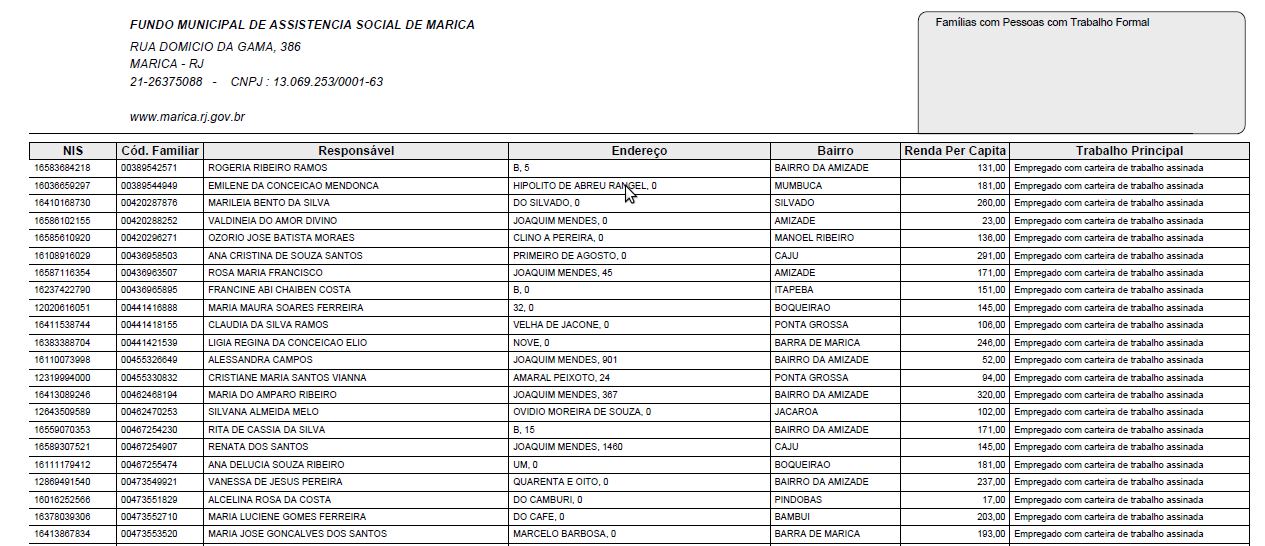 FUNDO MUNICIPAL DE ASSISTENCIA SOCIAL DE MARICA
RUA DOMICIO DA GAMA, 386
MARICA - RJ
21-26375088 - CNPJ : 13.069.253/0001-63
www.marica.rj.gov.br
Famílias com Pessoas com Trabalho Formal
NIS Cód. Familiar Responsável Endereço Bairro Renda Per Capita Trabalho Principal
16583684218 00389542571 ROGERIA RIBEIRO RAMOS B, 5 BAIRRO DA AMIZADE 131,00 Empregado com carteira de trabalho assinada
16036659297 00389544949 EMILENE DA CONCEICAO MENDONCA HIPOLITO DE ABREU RANGEL, 0 MUMBUCA 181,00 Empregado com carteira de trabalho assinada
16410168730 00420287876 MARILEIA BENTO DA SILVA DO SILVADO, 0 SILVADO 260,00 Empregado com carteira de trabalho assinada
16586102155 00420288252 VALDINEIA DO AMOR DIVINO JOAQUIM MENDES, 0 AMIZADE 23,00 Empregado com carteira de trabalho assinada
16585610920 00420296271 OZORIO JOSE BATISTA MORAES CLINO A PEREIRA, 0 MANOEL RIBEIRO 136,00 Empregado com carteira de trabalho assinada
16108916029 00436958503 ANA CRISTINA DE SOUZA SANTOS PRIMEIRO DE AGOSTO, 0 CAJU 291,00 Empregado com carteira de trabalho assinada
16587116354 00436963507 ROSA MARIA FRANCISCO JOAQUIM MENDES, 45 AMIZADE 171,00 Empregado com carteira de trabalho assinada
16237422790 00436965895 FRANCINE ABI CHAIBEN COSTA B, 0 ITAPEBA 151,00 Empregado com carteira de trabalho assinada
12020616051 00441416888 MARIA MAURA SOARES FERREIRA 32, 0 BOQUEIRAO 145,00 Empregado com carteira de trabalho assinada
16411538744 00441418155 CLAUDIA DA SILVA RAMOS VELHA DE JACONE, 0 PONTA GROSSA 106,00 Empregado com carteira de trabalho assinada
16383388704 00441421539 LIGIA REGINA DA CONCEICAO ELIO NOVE, 0 BARRA DE MARICA 246,00 Empregado com carteira de trabalho assinada
16110073998 00455326649 ALESSANDRA CAMPOS JOAQUIM MENDES, 901 BAIRRO DA AMIZADE 52,00 Empregado com carteira de trabalho assinada
12319994000 00455330832 CRISTIANE MARIA SANTOS VIANNA AMARAL PEIXOTO, 24 PONTA GROSSA 94,00 Empregado com carteira de trabalho assinada
16413089246 00462468194 MARIA DO AMPARO RIBEIRO JOAQUIM MENDES, 367 BAIRRO DA AMIZADE 320,00 Empregado com carteira de trabalho assinada
12643509589 00462470253 SILVANA ALMEIDA MELO OVIDIO MOREIRA DE SOUZA, 0 JACAROA 102,00 Empregado com carteira de trabalho assinada
16559070353 00467254230 RITA DE CASSIA DA SILVA B, 15 BAIRRO DA AMIZADE 171,00 Empregado com carteira de trabalho assinada
16589307521 00467254907 RENATA DOS SANTOS JOAQUIM MENDES, 1460 CAJU 145,00 Empregado com carteira de trabalho assinada
16111179412 00467255474 ANA DELUCIA SOUZA RIBEIRO UM, 0 BOQUEIRAO 181,00 Empregado com carteira de trabalho assinada
12869491540 00473549921 VANESSA DE JESUS PEREIRA QUARENTA E OITO, 0 BAIRRO DA AMIZADE 237,00 Empregado com carteira de trabalho assinada
16016252566 00473551829 ALCELINA ROSA DA COSTA DO CAMBURI, 0 PINDOBAS 17,00 Empregado com carteira de trabalho assinada
16378039306 00473552710 MARIA LUCIENE GOMES FERREIRA DO CAFE, 0 BAMBUI 203,00 Empregado com carteira de trabalho assinada
16413867834 00473553520 MARIA JOSE GONCALVES DOS SANTOS MARCELO BARBOSA, 0 BARRA DE MARICA 193,00 Empregado com carteira de trabalho assinada